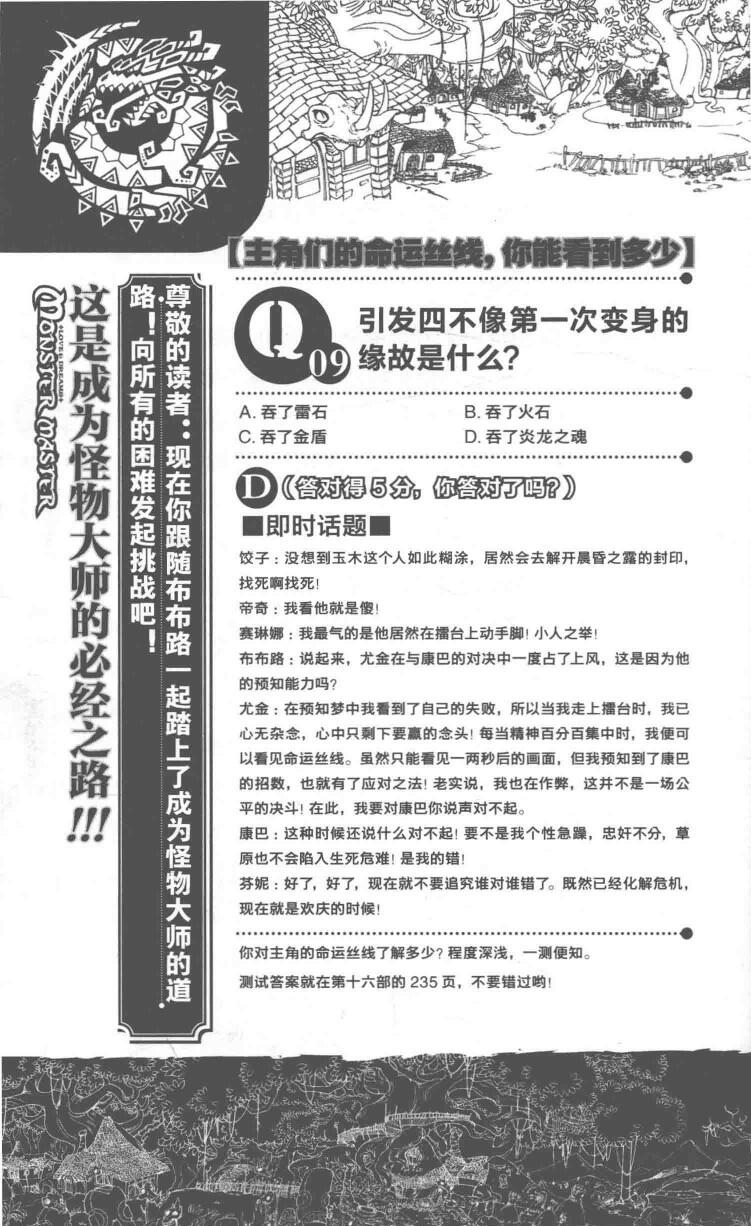 【主角们的命运丝线，你能看到多少】
Q09
引发四不像第一次变身的
缘故是什么？
A. 吞了雷石 B. 吞了火石
C. 吞了金盾 D. 吞了炎龙之魂
D（答对得5分，你答对了吗？）
■即时话题■
饺子：没想到玉木这个人如此糊涂，居然会去解开晨昏之露的封印，
找死啊找死！
帝奇：我看他就是傻！
赛琳娜：我最气的是他居然在擂台上动手脚！小人之举！
布布路：说起来，尤金在与康巴的对决中一度占了上风，这是因为他
的预知能力吗？
尤金：在预知梦中我看到了自己的失败，所以当我走上擂台时，我已
心无杂念，心中只剩下要赢的念头！每当精神百分百集中时，我便可
以看见命运丝线。虽然只能看见一两秒后的画面，但我预知到了康巴
的招数，也就有了应对之法！老实说，我也在作弊，这并不是一场公
平的决斗！在此，我要对康巴你说声对不起。
康巴：这种时候还说什么对不起！要不是我个性急躁，忠奸不分，草
原也不会陷入生死危难！是我的错！
芬妮：好了，好了，现在就不要追究谁对谁错了。既然已经化解危机，
现在就是欢庆的时候！
你对主角的命运丝线了解多少？程度深浅，一测便知。
测试答案就在第十六部的235页，不要错过哟！
尊敬的读者：现在你跟随布布路一起踏上了成为怪物大师的道
路！向所有的困难发起挑战吧！
这是成为怪物大师的必经之路!!!
LOVE & DREAMS
MONSTER MASTER